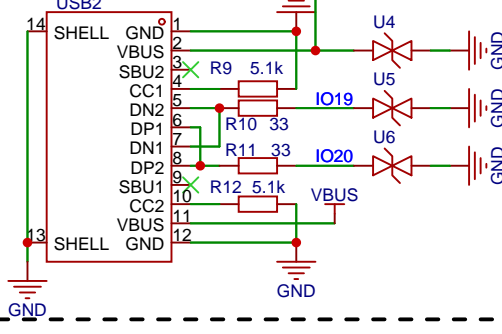 USB2
14 SHELL GND 1
VBUS 2
SBU2 3
CC1 4
DN2 5
DP1 6
DN1 7
DP2 8
SBU1 9
CC2 10
VBUS 11
13 SHELL GND 12
R9 5.1k
R10 33
R11 33
R12 5.1k
IO19
IO20
VBUS
U4
U5
U6
GND
GND
GND
GND
GND